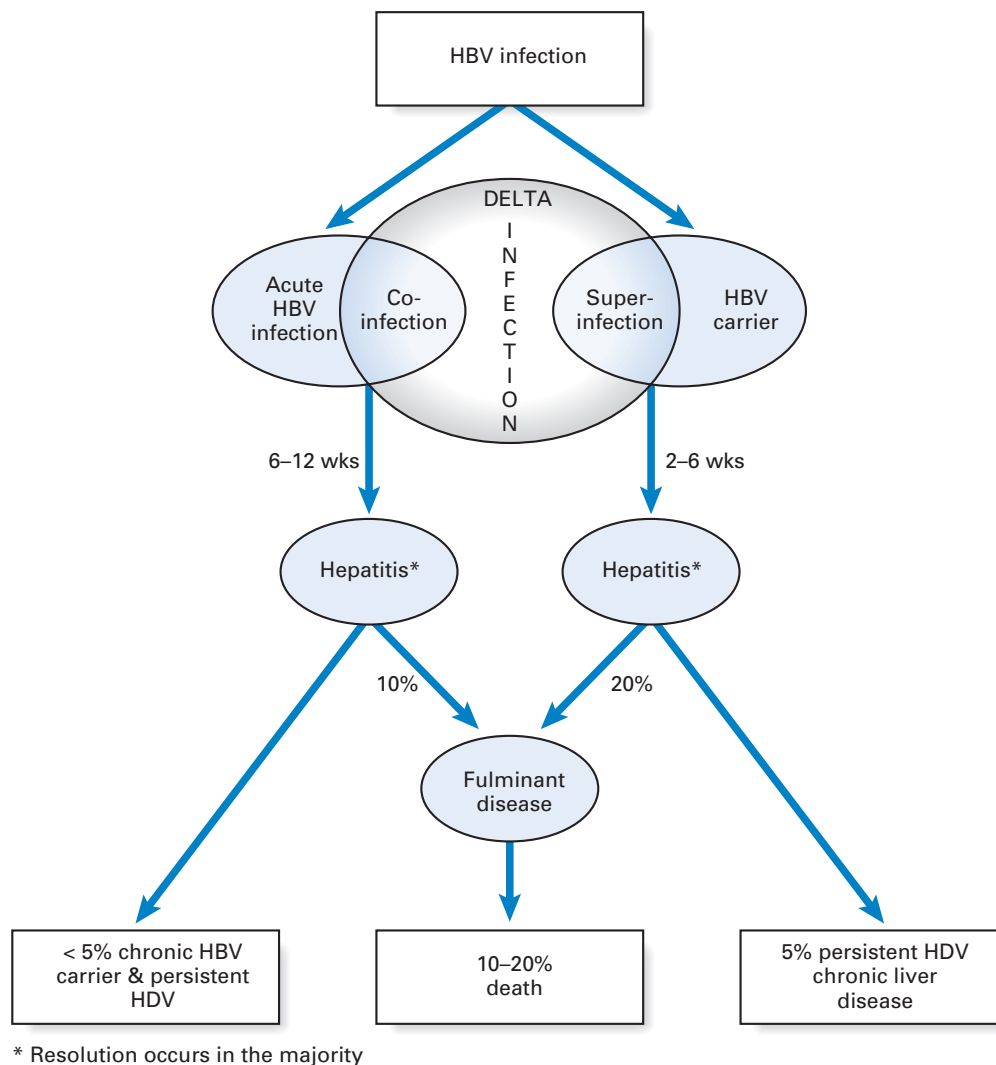 HBV infection
DELTA
INFECTION
Acute
HBV
infection
Co-
infection
Super-
infection
HBV
carrier
6–12 wks
2–6 wks
Hepatitis*
Hepatitis*
10%
20%
Fulminant
disease
< 5% chronic HBV
carrier & persistent
HDV
10–20%
death
5% persistent HDV
chronic liver
disease
* Resolution occurs in the majority